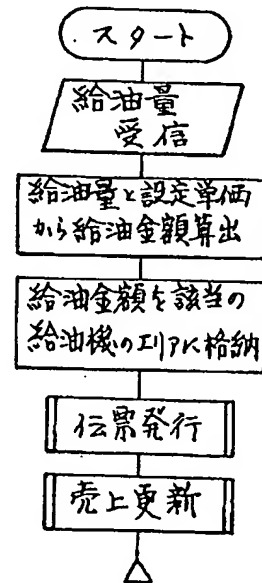 スタート
給油量
受信
給油量と設定単価
から給油金額算出
給油金額を該当の
給油機のエリアに格納
伝票発行
売上更新